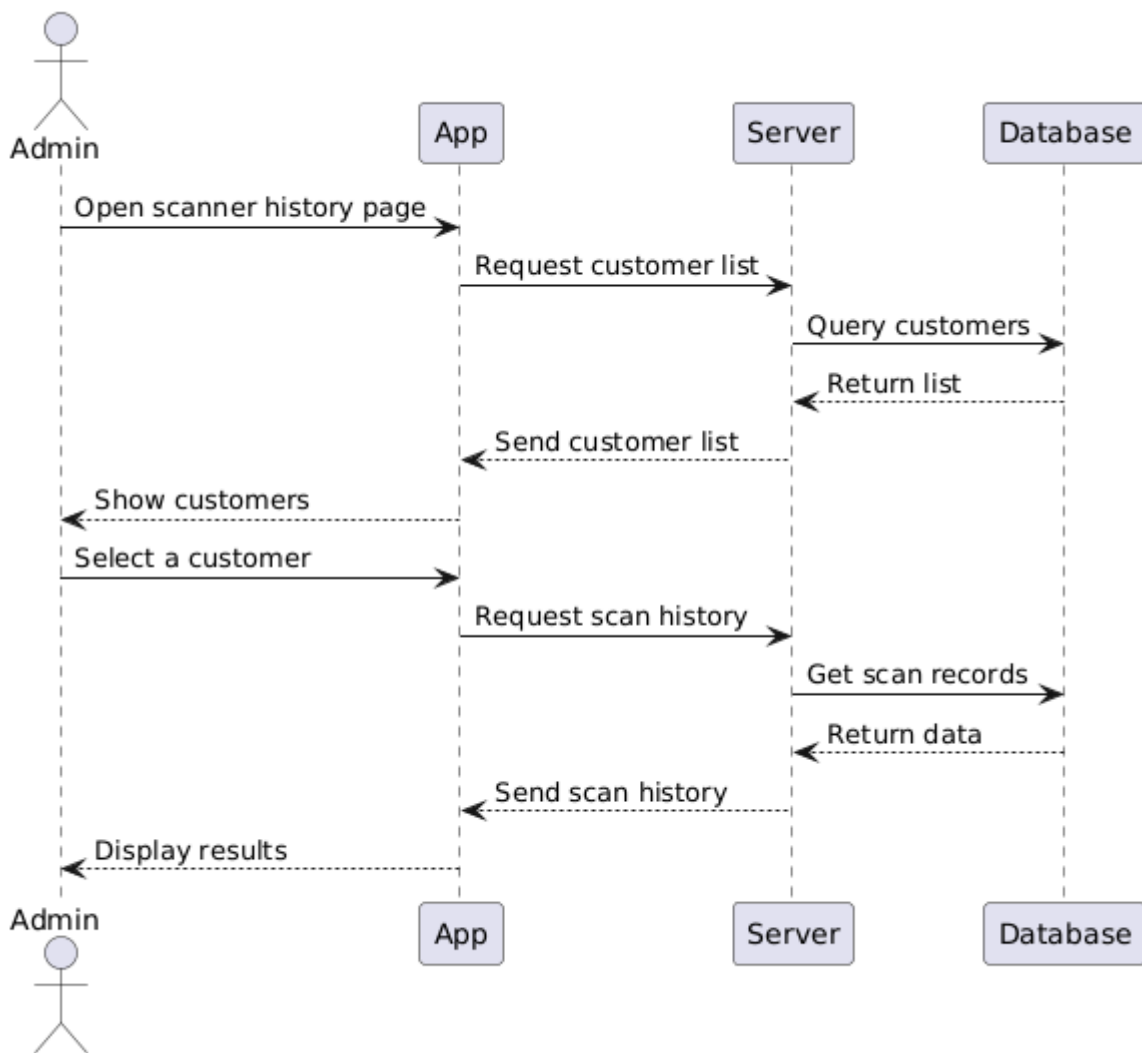 Admin
App
Server
Database
Open scanner history page
Request customer list
Query customers
Return list
Send customer list
Show customers
Select a customer
Request scan history
Get scan records
Return data
Send scan history
Display results
Admin
App
Server
Database